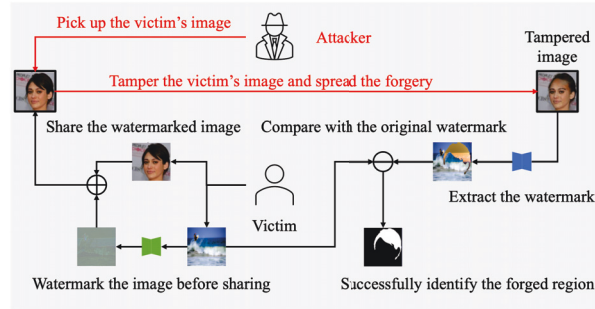 Pick up the victim's image
Attacker
Tampered
image
Tamper the victim's image and spread the forgery
Share the watermarked image
Compare with the original watermark
Extract the watermark
Victim
Watermark the image before sharing
Successfully identify the forged region